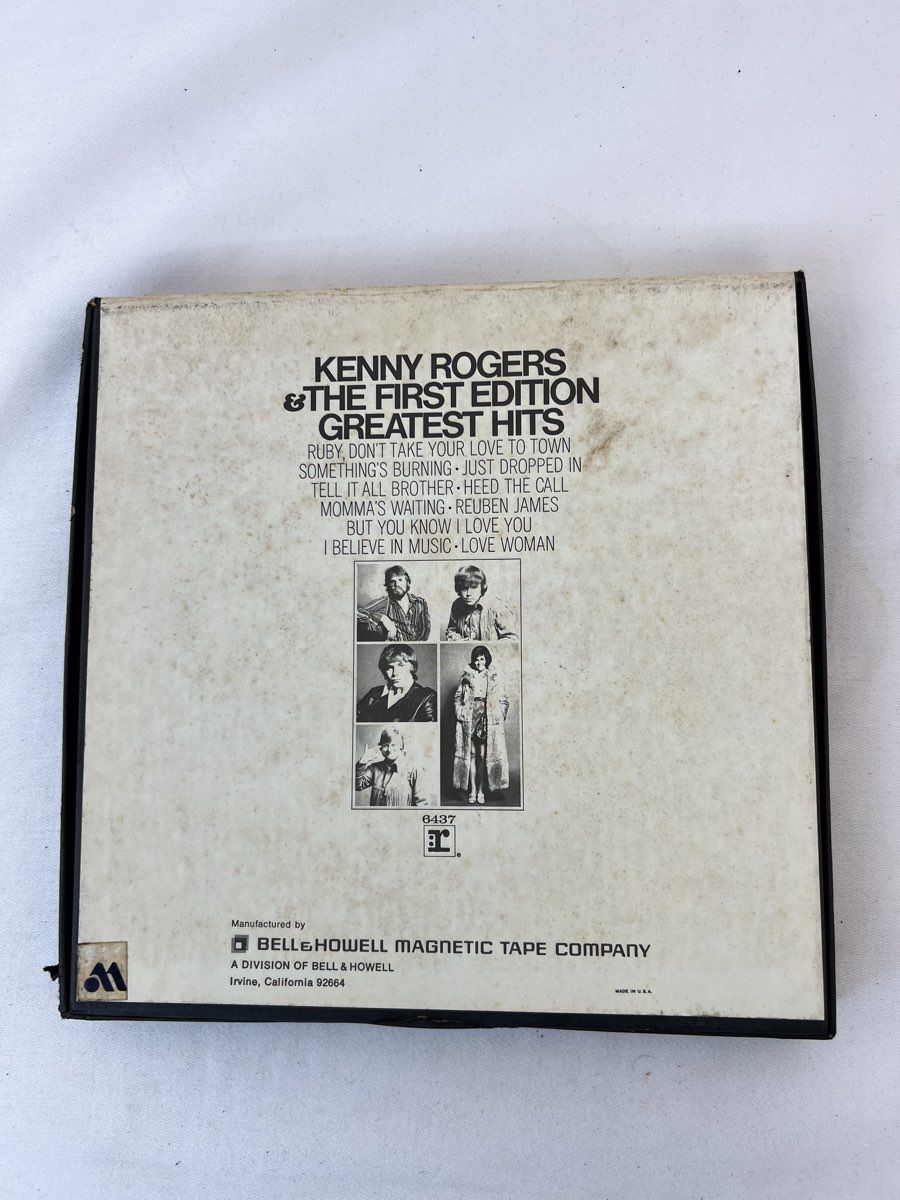 KENNY ROGERS
&THE FIRST EDITION
GREATEST HITS
RUBY, DON'T TAKE YOUR LOVE TO TOWN
SOMETHING'S BURNING • JUST DROPPED IN
TELL IT ALL BROTHER • HEED THE CALL
MOMMA'S WAITING • REUBEN JAMES
BUT YOU KNOW I LOVE YOU
I BELIEVE IN MUSIC • LOVE WOMAN
6437
:r
Manufactured by
BELL & HOWELL MAGNETIC TAPE COMPANY
A DIVISION OF BELL & HOWELL
Irvine, California 92664
MADE IN U.S.A.